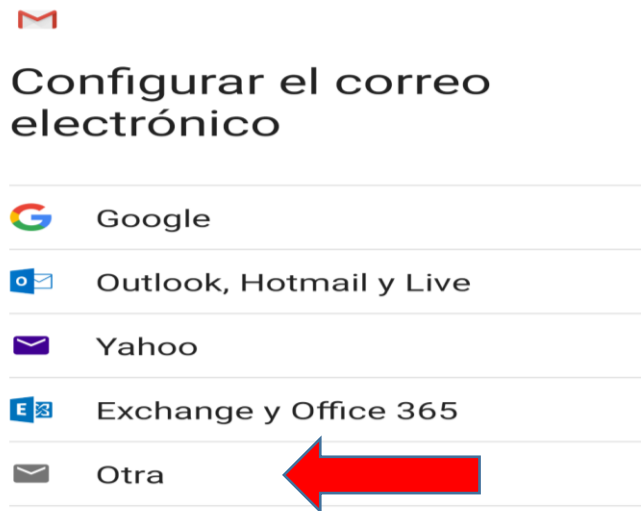 Configurar el correo
electrónico
Google
Outlook, Hotmail y Live
Yahoo
Exchange y Office 365
Otra